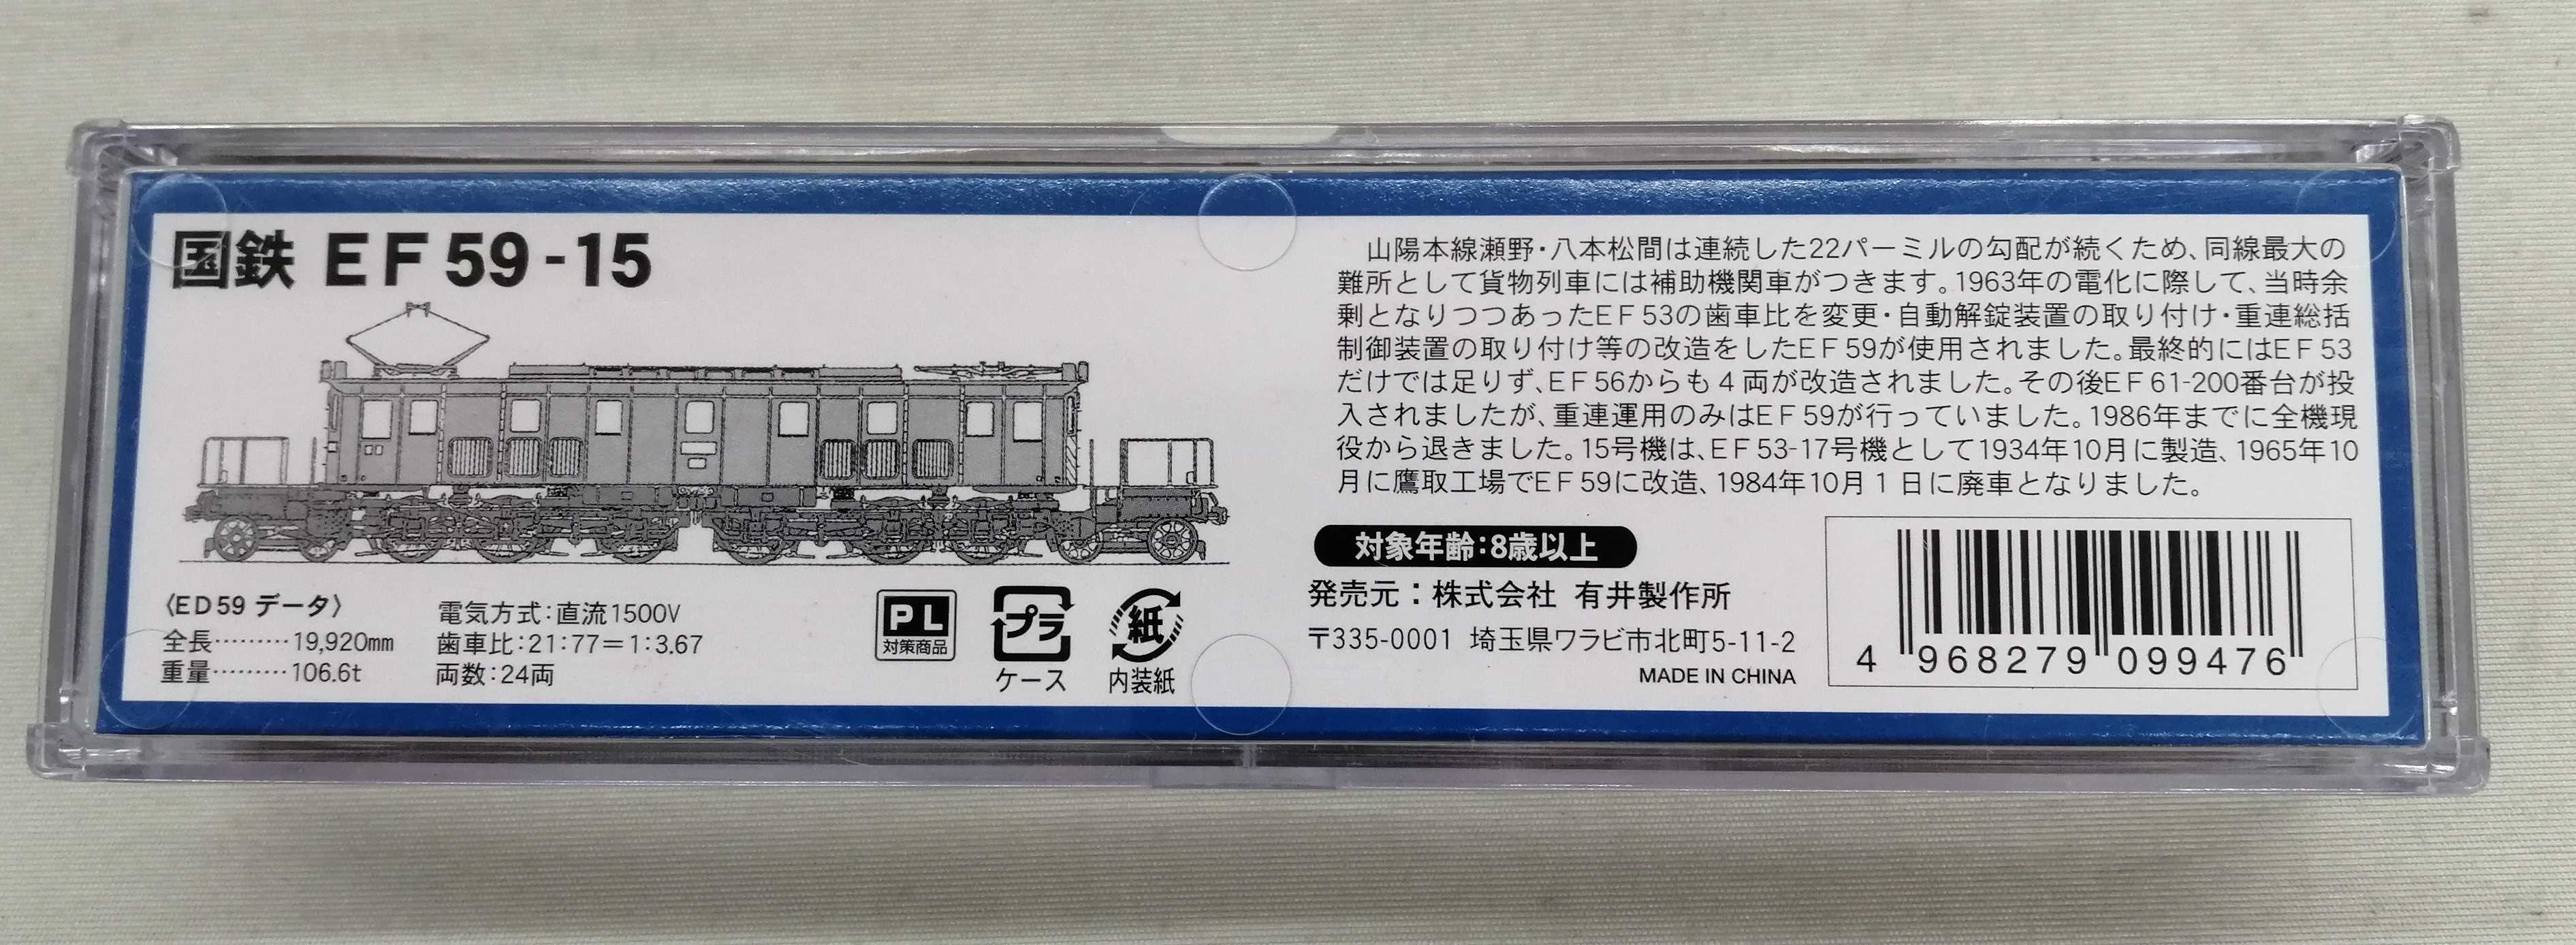 国鉄 EF59-15
〈ED59 データ〉
全長………19,920mm
重量………106.6t
電気方式:直流1500V
歯車比:21:77=1:3.67
両数:24両
PL
対策商品
プラ
ケース
紙
内装紙
山陽本線瀬野・八本松間は連続した22パーミルの勾配が続くため、同線最大の
難所として貨物列車には補助機関車がつきます。1963年の電化に際して、当時余
剰となりつつあったEF53の歯車比を変更・自動解錠装置の取り付け・重連総括
制御装置の取り付け等の改造をしたEF59が使用されました。最終的にはEF53
だけでは足りず、EF56からも4両が改造されました。その後EF61-200番台が投
入されましたが、重連運用のみはEF59が行っていました。1986年までに全機現
役から退きました。15号機は、EF53-17号機として1934年10月に製造、1965年10
月に鷹取工場でEF59に改造、1984年10月1日に廃車となりました。
対象年齢:8歳以上
発売元:株式会社 有井製作所
〒335-0001 埼玉県ワラビ市北町5-11-2
MADE IN CHINA
4 968279 099476